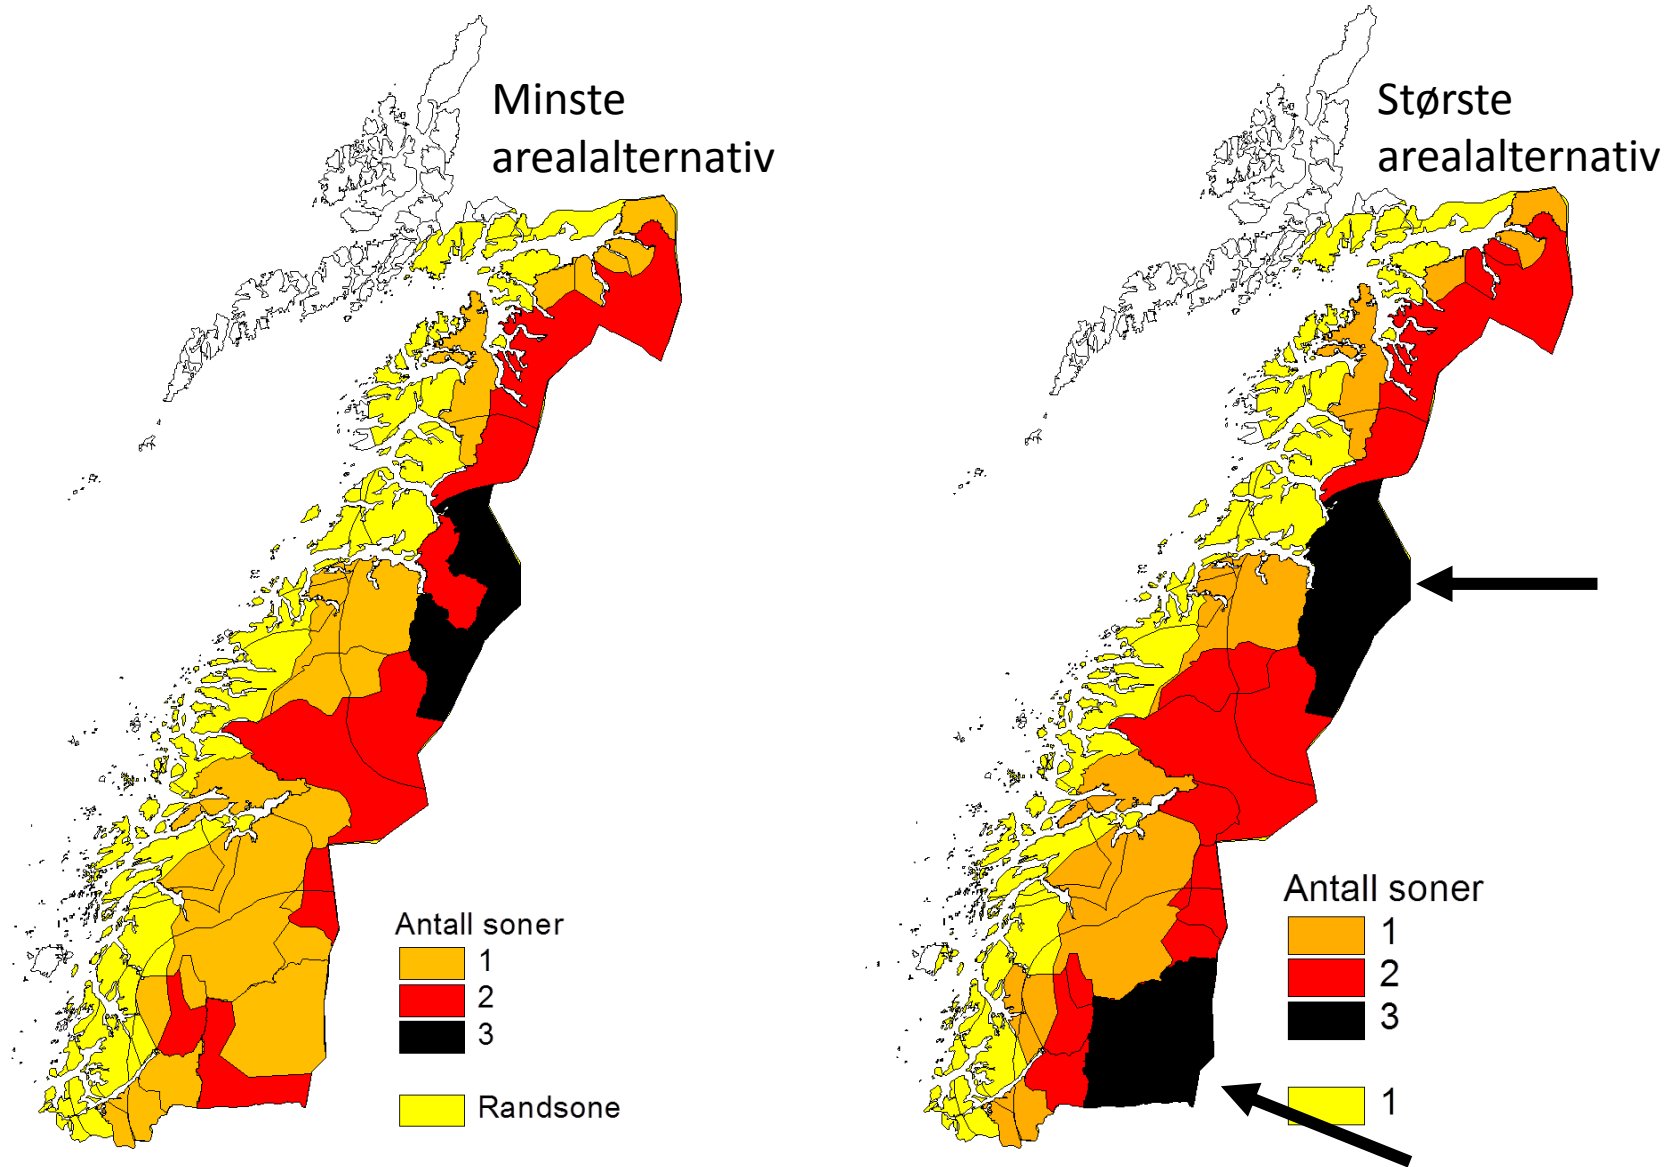 Minste
arealalternativ
Største
arealalternativ
Antall soner
1
2
3
Randsone
Antall soner
1
2
3
1